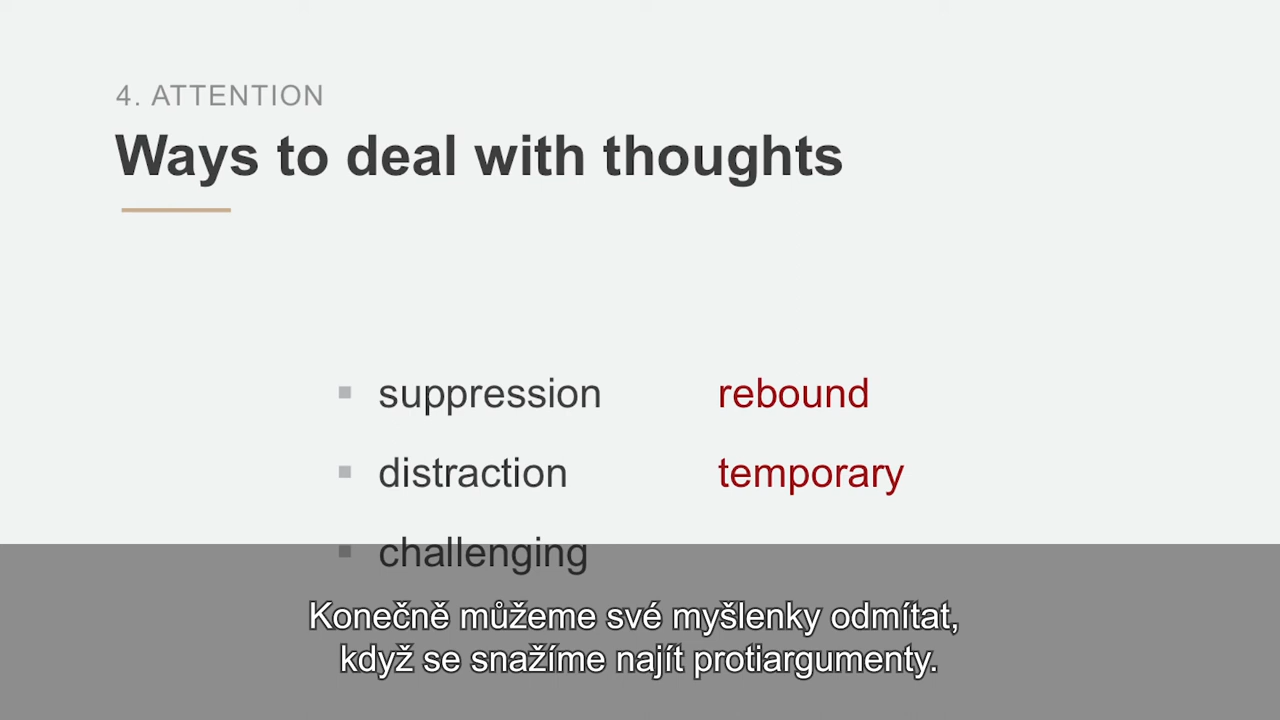 4. ATTENTION
Ways to deal with thoughts
suppression rebound
distraction temporary
challenging
Konečně můžeme své myšlenky odmítat,
když se snažíme najít protiargumenty.